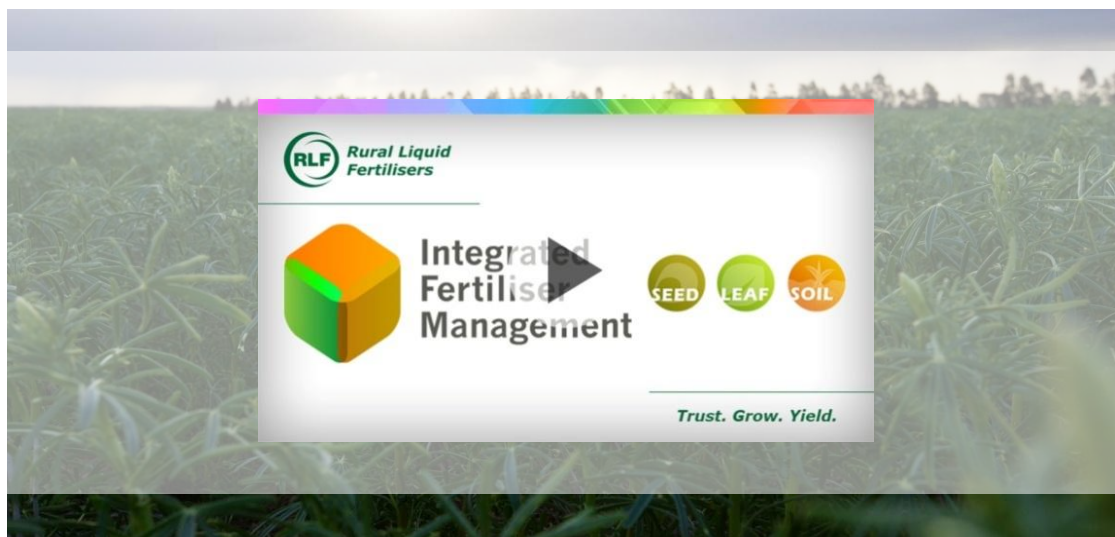 RLF
Rural Liquid
Fertilisers
Integrated
Fertiliser
Management
SEED
LEAF
SOIL
Trust. Grow. Yield.